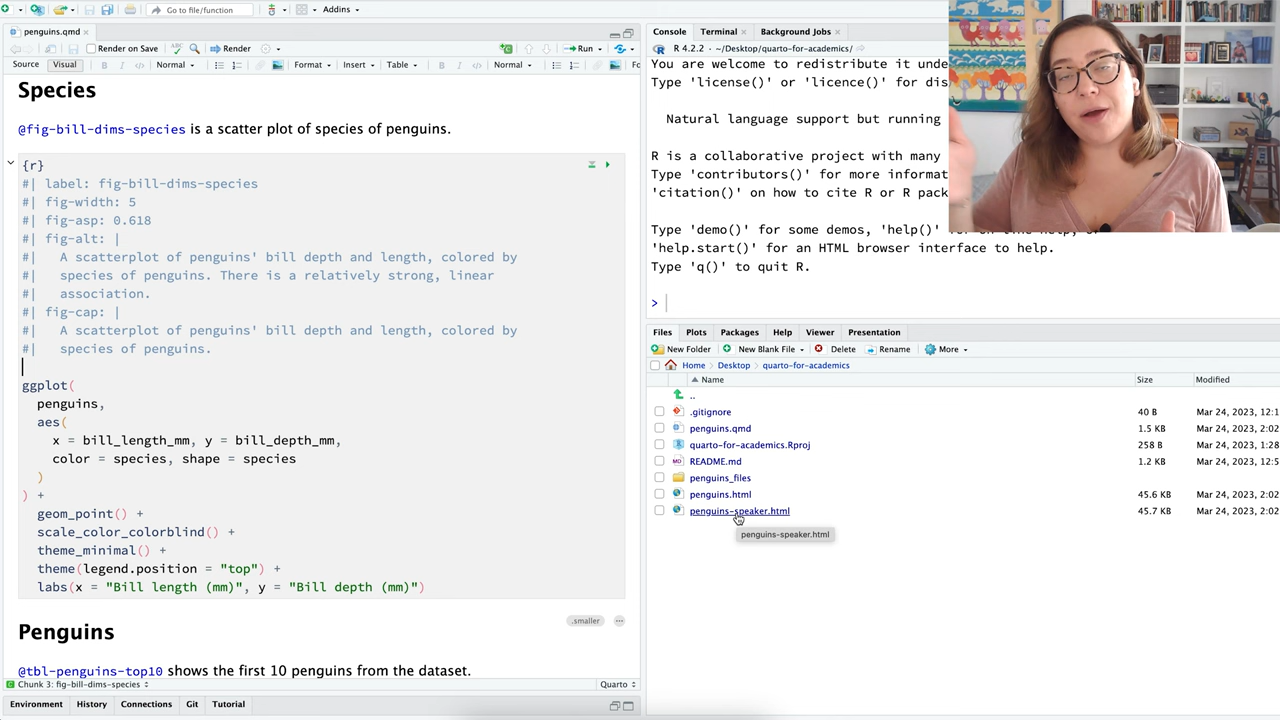 Go to file/function
Addins
penguins.qmd
Render on Save
Render
Run
Source
Visual
B
I
Normal
Format
Insert
Table
B
I
Normal
Fo
Species
@fig-bill-dims-species is a scatter plot of species of penguins.
{r}
#| label: fig-bill-dims-species
#| fig-width: 5
#| fig-asp: 0.618
#| fig-alt: |
#|   A scatterplot of penguins' bill depth and length, colored by
#|   species of penguins. There is a relatively strong, linear
#|   association.
#| fig-cap: |
#|   A scatterplot of penguins' bill depth and length, colored by
#|   species of penguins.
ggplot(
penguins,
aes(
x = bill_length_mm, y = bill_depth_mm,
color = species, shape = species
)
) +
geom_point() +
scale_color_colorblind() +
theme_minimal() +
theme(legend.position = "top") +
labs(x = "Bill length (mm)", y = "Bill depth (mm)")
.smaller
Penguins
@tbl-penguins-top10 shows the first 10 penguins from the dataset.
Chunk 3: fig-bill-dims-species
Quarto
Environment
History
Connections
Git
Tutorial
Console
Terminal
Background Jobs
R 4.2.2 · ~/Desktop/quarto-for-academics/
You are welcome to redistribute it unde
Type 'license()' or 'licence()' for dis
Natural language support but running
R is a collaborative project with many
Type 'contributors()' for more informat
'citation()' on how to cite R or R pack
Type 'demo()' for some demos, 'help()' for on-line help, or
'help.start()' for an HTML browser interface to help.
Type 'q()' to quit R.
>
Files
Plots
Packages
Help
Viewer
Presentation
New Folder
New Blank File
Delete
Rename
More
Home
Desktop
quarto-for-academics
Name
Size
Modified
..
.gitignore
40 B
Mar 24, 2023, 12:1
penguins.qmd
1.5 KB
Mar 24, 2023, 2:02
quarto-for-academics.Rproj
258 B
Mar 24, 2023, 1:28
README.md
1.2 KB
Mar 24, 2023, 12:5
penguins_files
penguins.html
45.6 KB
Mar 24, 2023, 2:02
penguins-speaker.html
45.7 KB
Mar 24, 2023, 2:02
penguins-speaker.html